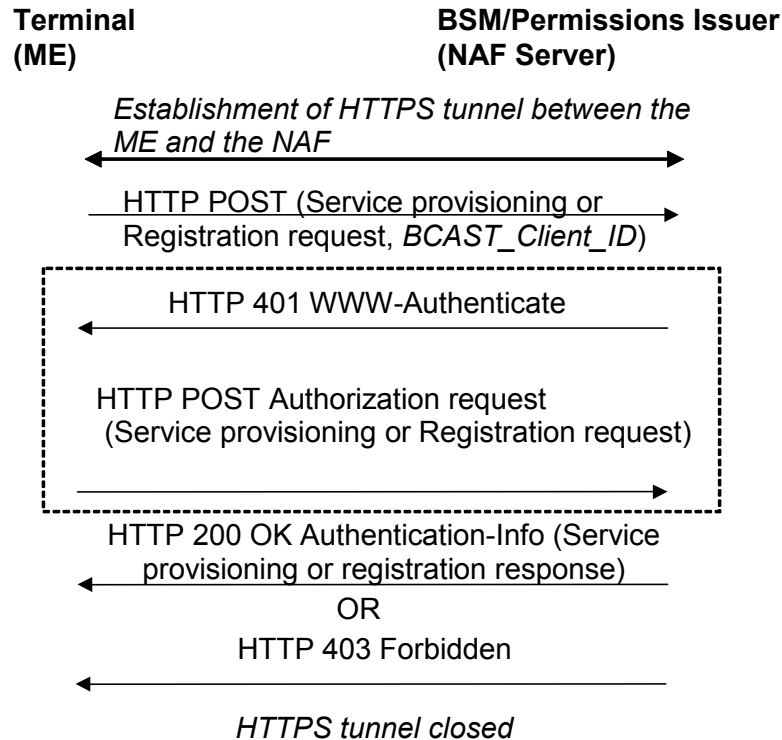 Terminal
(ME)
BSM/Permissions Issuer
(NAF Server)
Establishment of HTTPS tunnel between the
ME and the NAF
HTTP POST (Service provisioning or
Registration request, BCAST_Client_ID)
HTTP 401 WWW-Authenticate
HTTP POST Authorization request
(Service provisioning or Registration request)
HTTP 200 OK Authentication-Info (Service
provisioning or registration response)
OR
HTTP 403 Forbidden
HTTPS tunnel closed